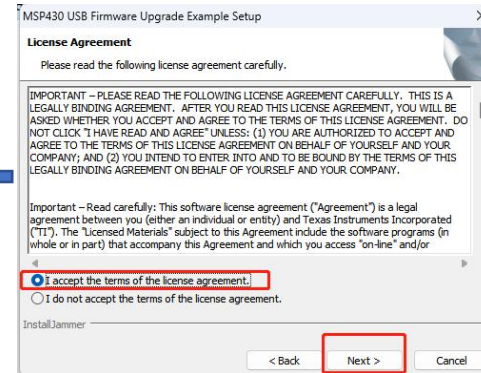 MSP430 USB Firmware Upgrade Example Setup
License Agreement
Please read the following license agreement carefully.
IMPORTANT – PLEASE READ THE FOLLOWING LICENSE AGREEMENT CAREFULLY.  THIS IS A
LEGALLY BINDING AGREEMENT.  AFTER YOU READ THIS LICENSE AGREEMENT, YOU WILL BE
ASKED WHETHER YOU ACCEPT AND AGREE TO THE TERMS OF THIS LICENSE AGREEMENT.  DO
NOT CLICK "I HAVE READ AND AGREE" UNLESS: (1) YOU ARE AUTHORIZED TO ACCEPT AND
AGREE TO THE TERMS OF THIS LICENSE AGREEMENT ON BEHALF OF YOURSELF AND YOUR
COMPANY; AND (2) YOU INTEND TO ENTER INTO AND TO BE BOUND BY THE TERMS OF THIS
LEGALLY BINDING AGREEMENT ON BEHALF OF YOURSELF AND YOUR COMPANY.
Important – Read carefully: This software license agreement ("Agreement") is a legal
agreement between you (either an individual or entity) and Texas Instruments Incorporated
("TI").  The "Licensed Materials" subject to this Agreement include the software programs (in
whole or in part) that accompany this Agreement and which you access "on-line" and/or
I accept the terms of the license agreement.
I do not accept the terms of the license agreement.
InstallJammer
< Back
Next >
Cancel